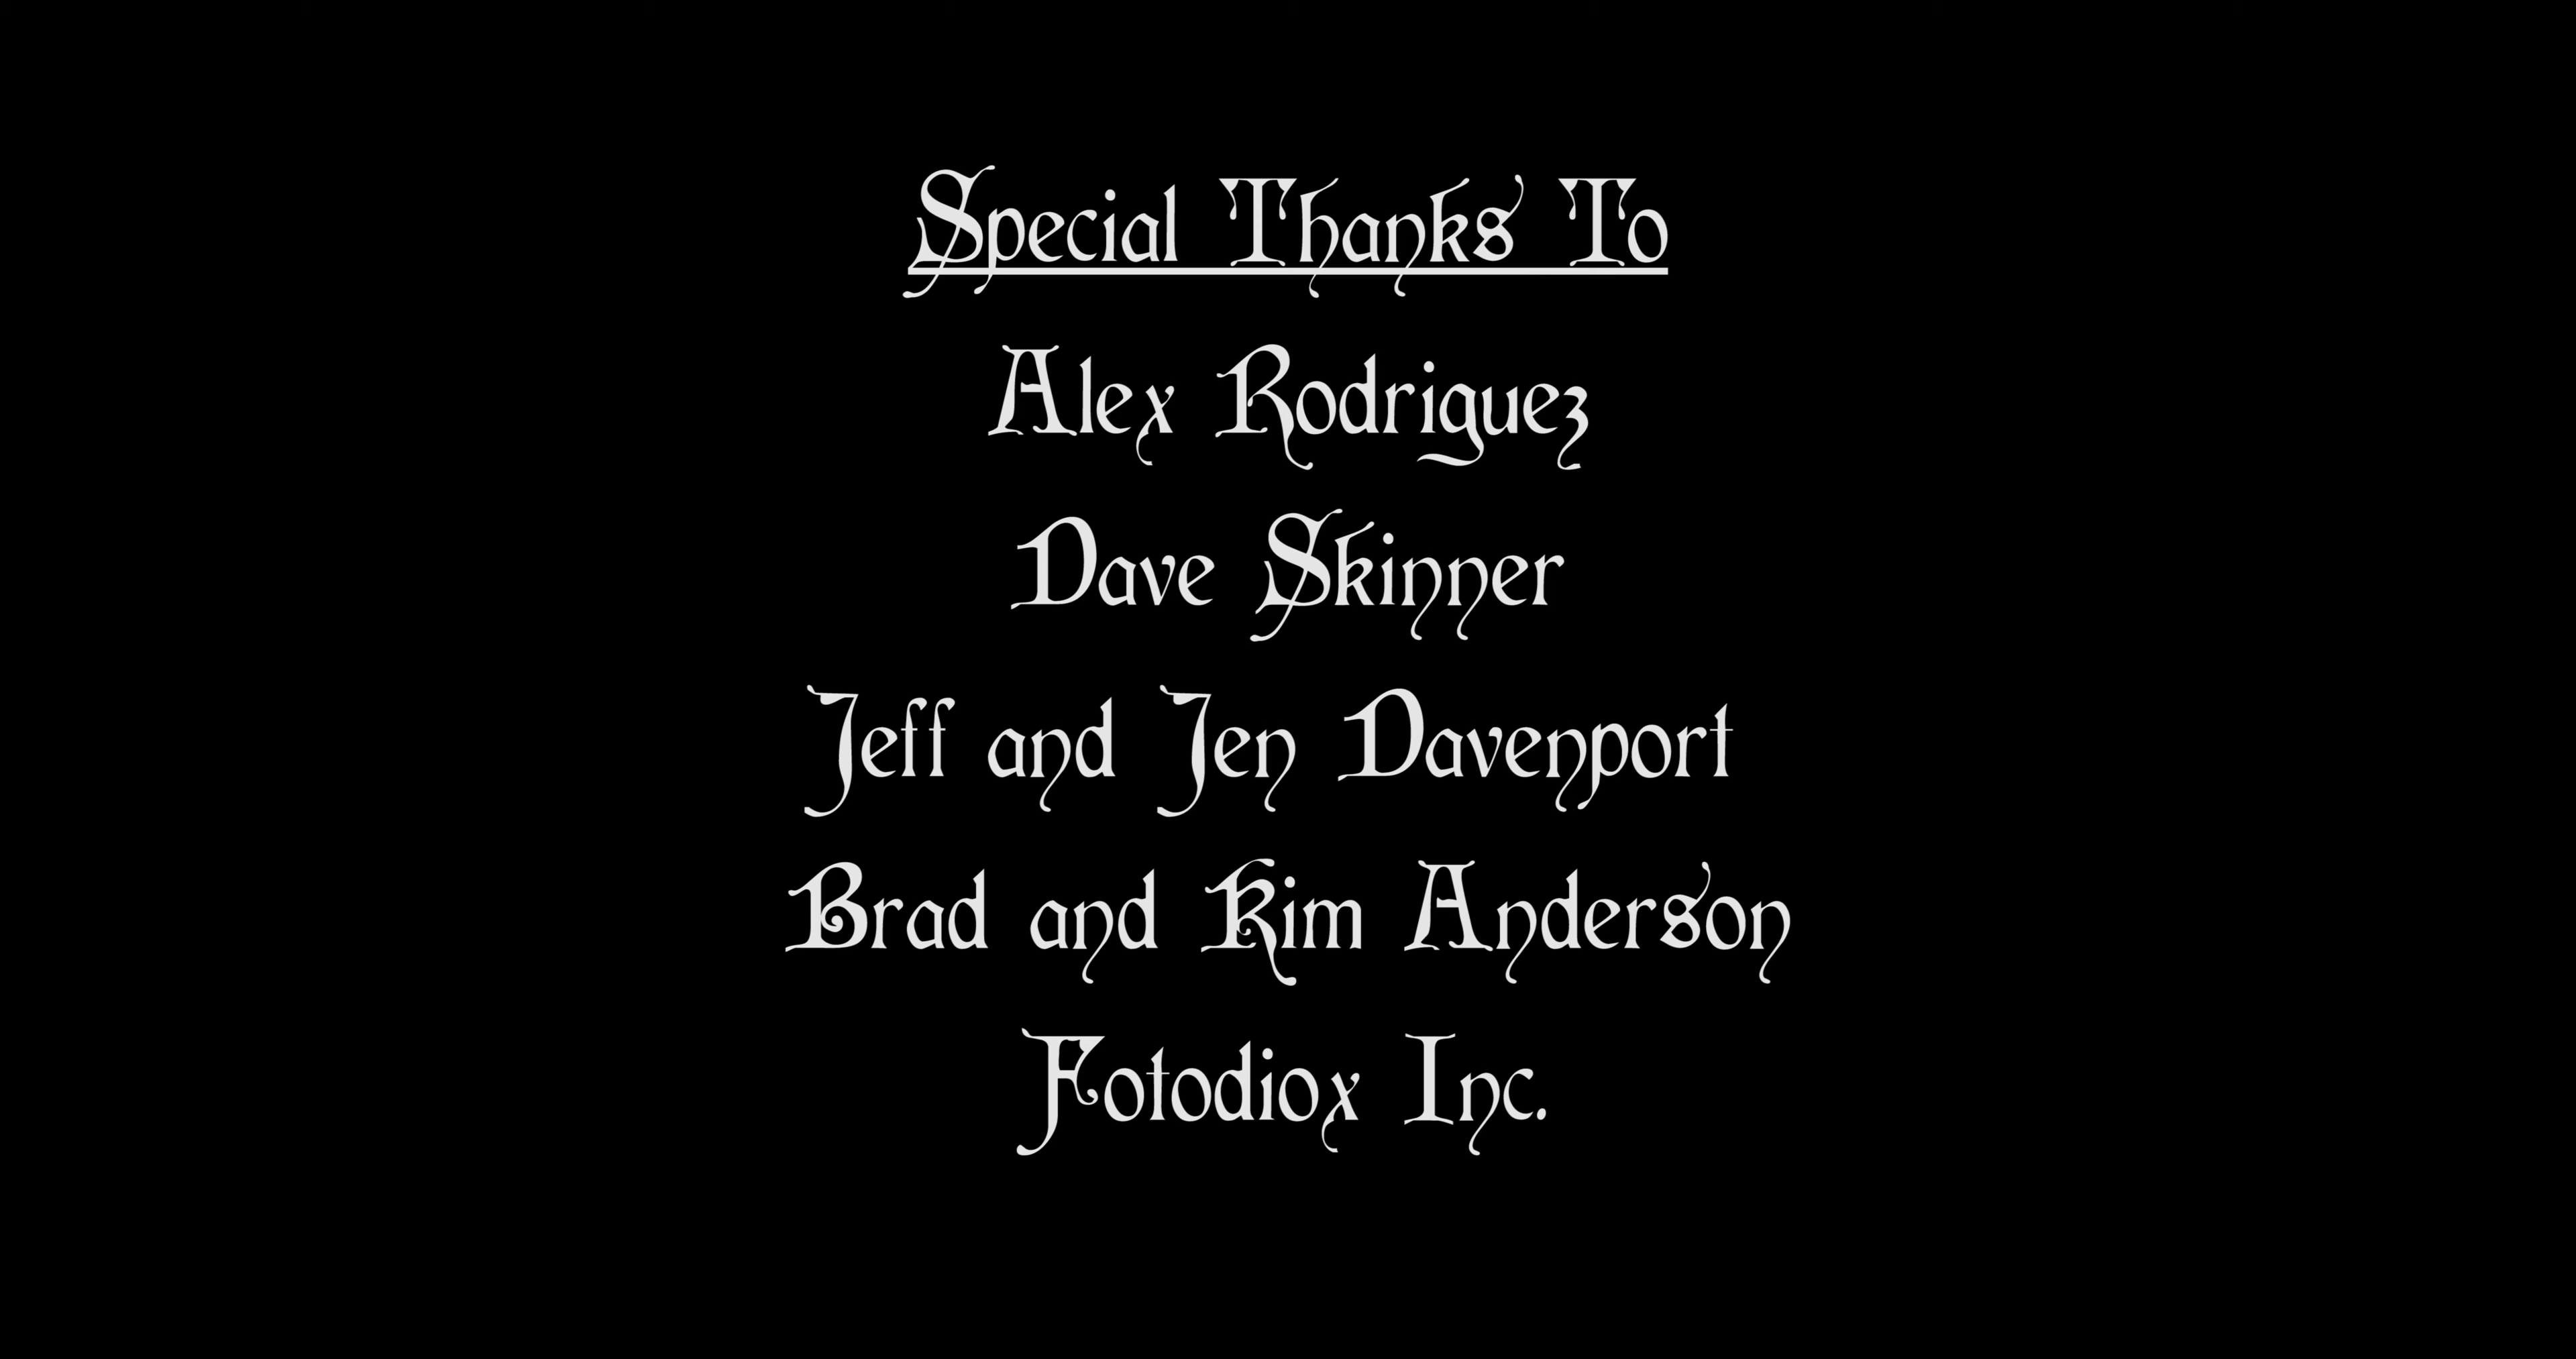 Special Thanks To
Alex Rodriguez
Dave Skinner
Jeff and Jen Davenport
Brad and Kim Anderson
Fotodiox Inc.